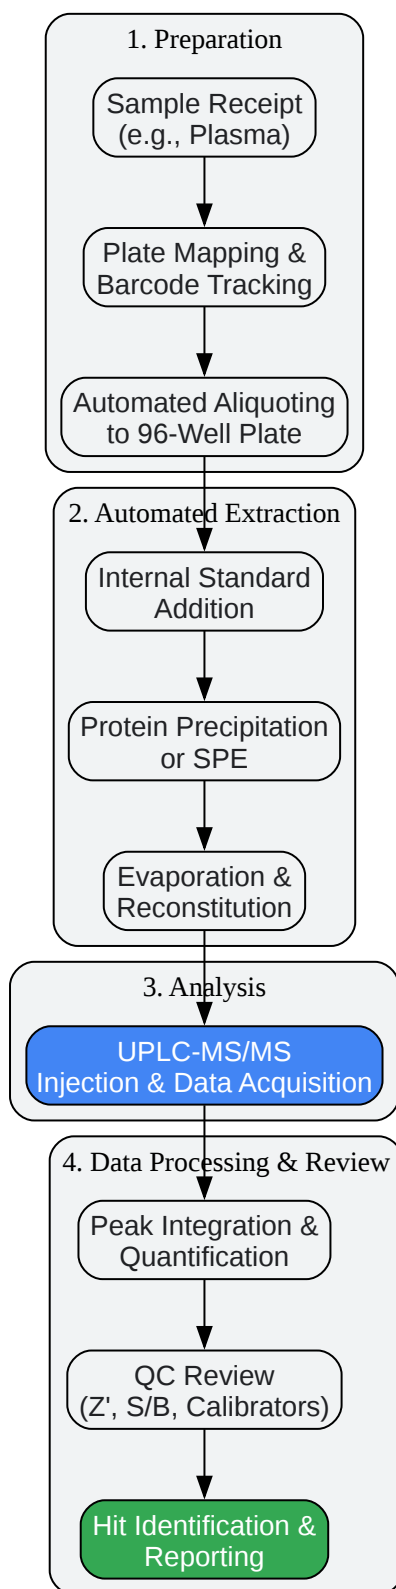 1. Preparation
Sample Receipt
(e.g., Plasma)
Plate Mapping &
Barcode Tracking
Automated Aliquoting
to 96-Well Plate
2. Automated Extraction
Internal Standard
Addition
Protein Precipitation
or SPE
Evaporation &
Reconstitution
3. Analysis
UPLC-MS/MS
Injection & Data Acquisition
4. Data Processing & Review
Peak Integration &
Quantification
QC Review
(Z', S/B, Calibrators)
Hit Identification &
Reporting